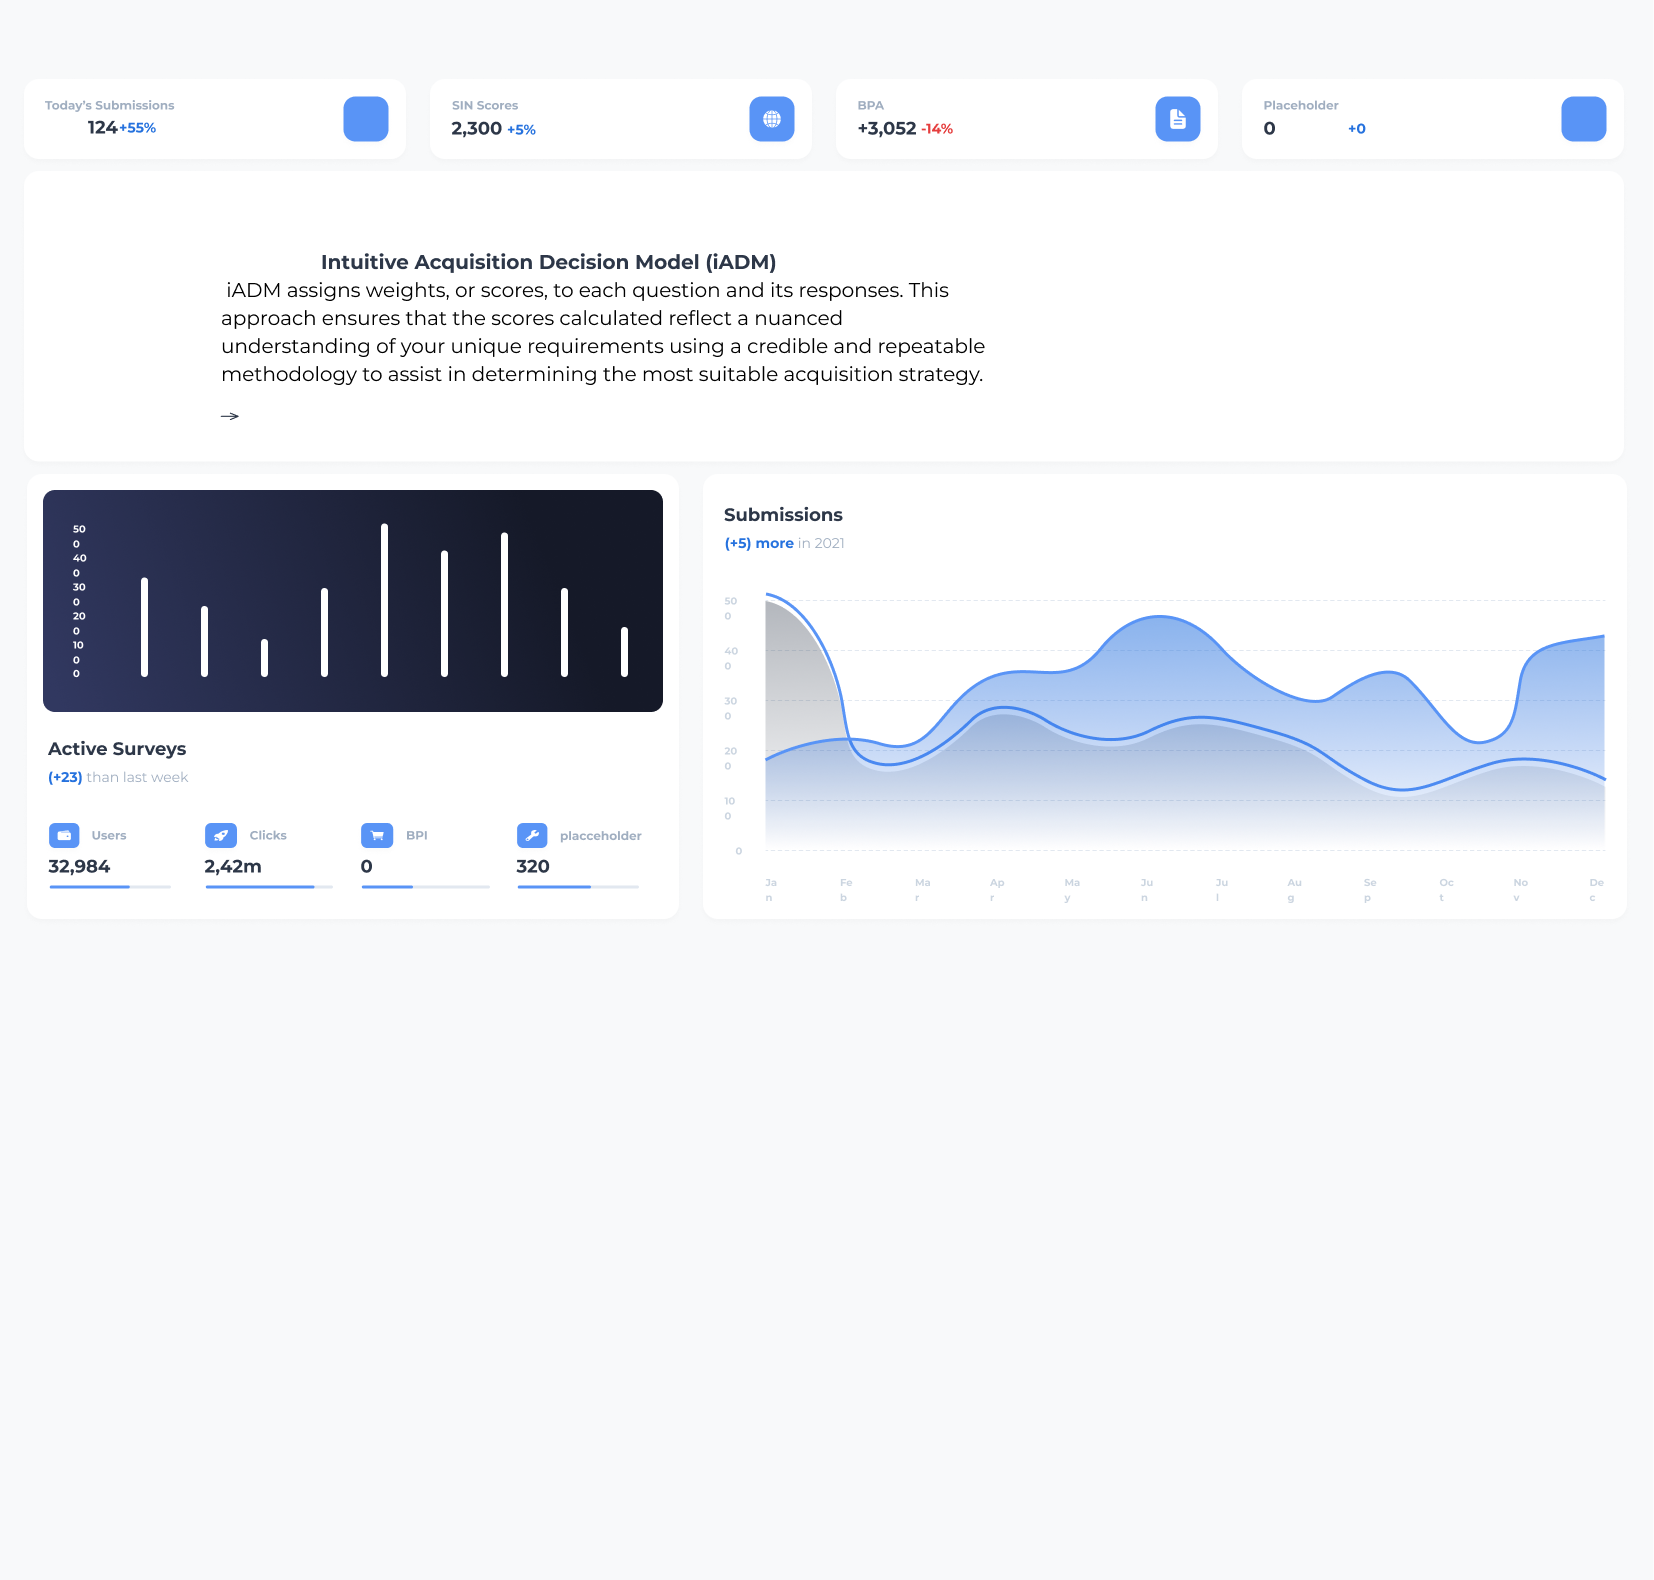 Today's Submissions
124+55%
SIN Scores
2,300 +5%
BPA
+3,052 -14%
Placeholder
0 +0
Intuitive Acquisition Decision Model (iADM)
iADM assigns weights, or scores, to each question and its responses. This
approach ensures that the scores calculated reflect a nuanced
understanding of your unique requirements using a credible and repeatable
methodology to assist in determining the most suitable acquisition strategy.
→
50
0
40
0
30
0
20
0
10
0
0
Active Surveys
(+23) than last week
Users
32,984
Clicks
2,42m
BPI
0
placceholder
320
Submissions
(+5) more in 2021
50
0
40
0
30
0
20
0
10
0
0
Ja
n
Fe
b
Ma
r
Ap
r
Ma
y
Ju
n
Ju
l
Au
g
Se
p
Oc
t
No
v
De
c